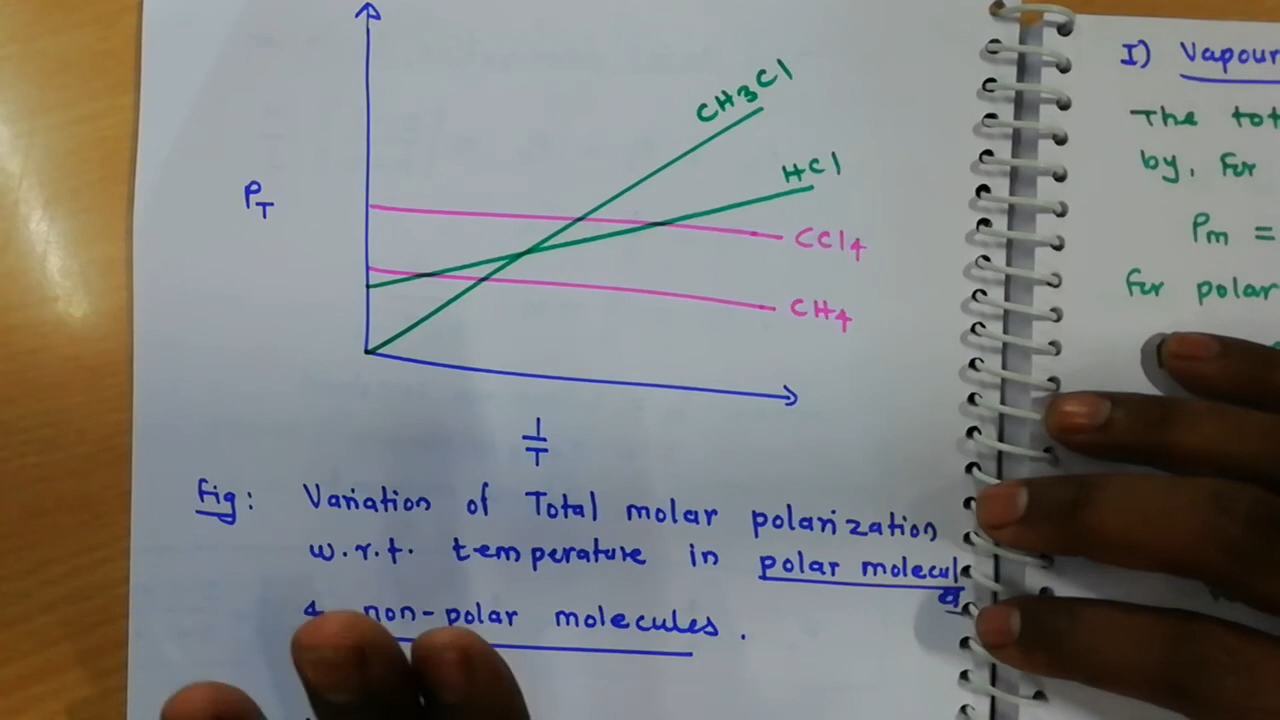 CH3Cl
HCl
PT
CCl4
CH4
1/T
Fig: Variation of Total molar polarization
w.r.t. temperature in polar molecules
& non-polar molecules.
I) Vapour
The tot
by, For
Pm =
for polar